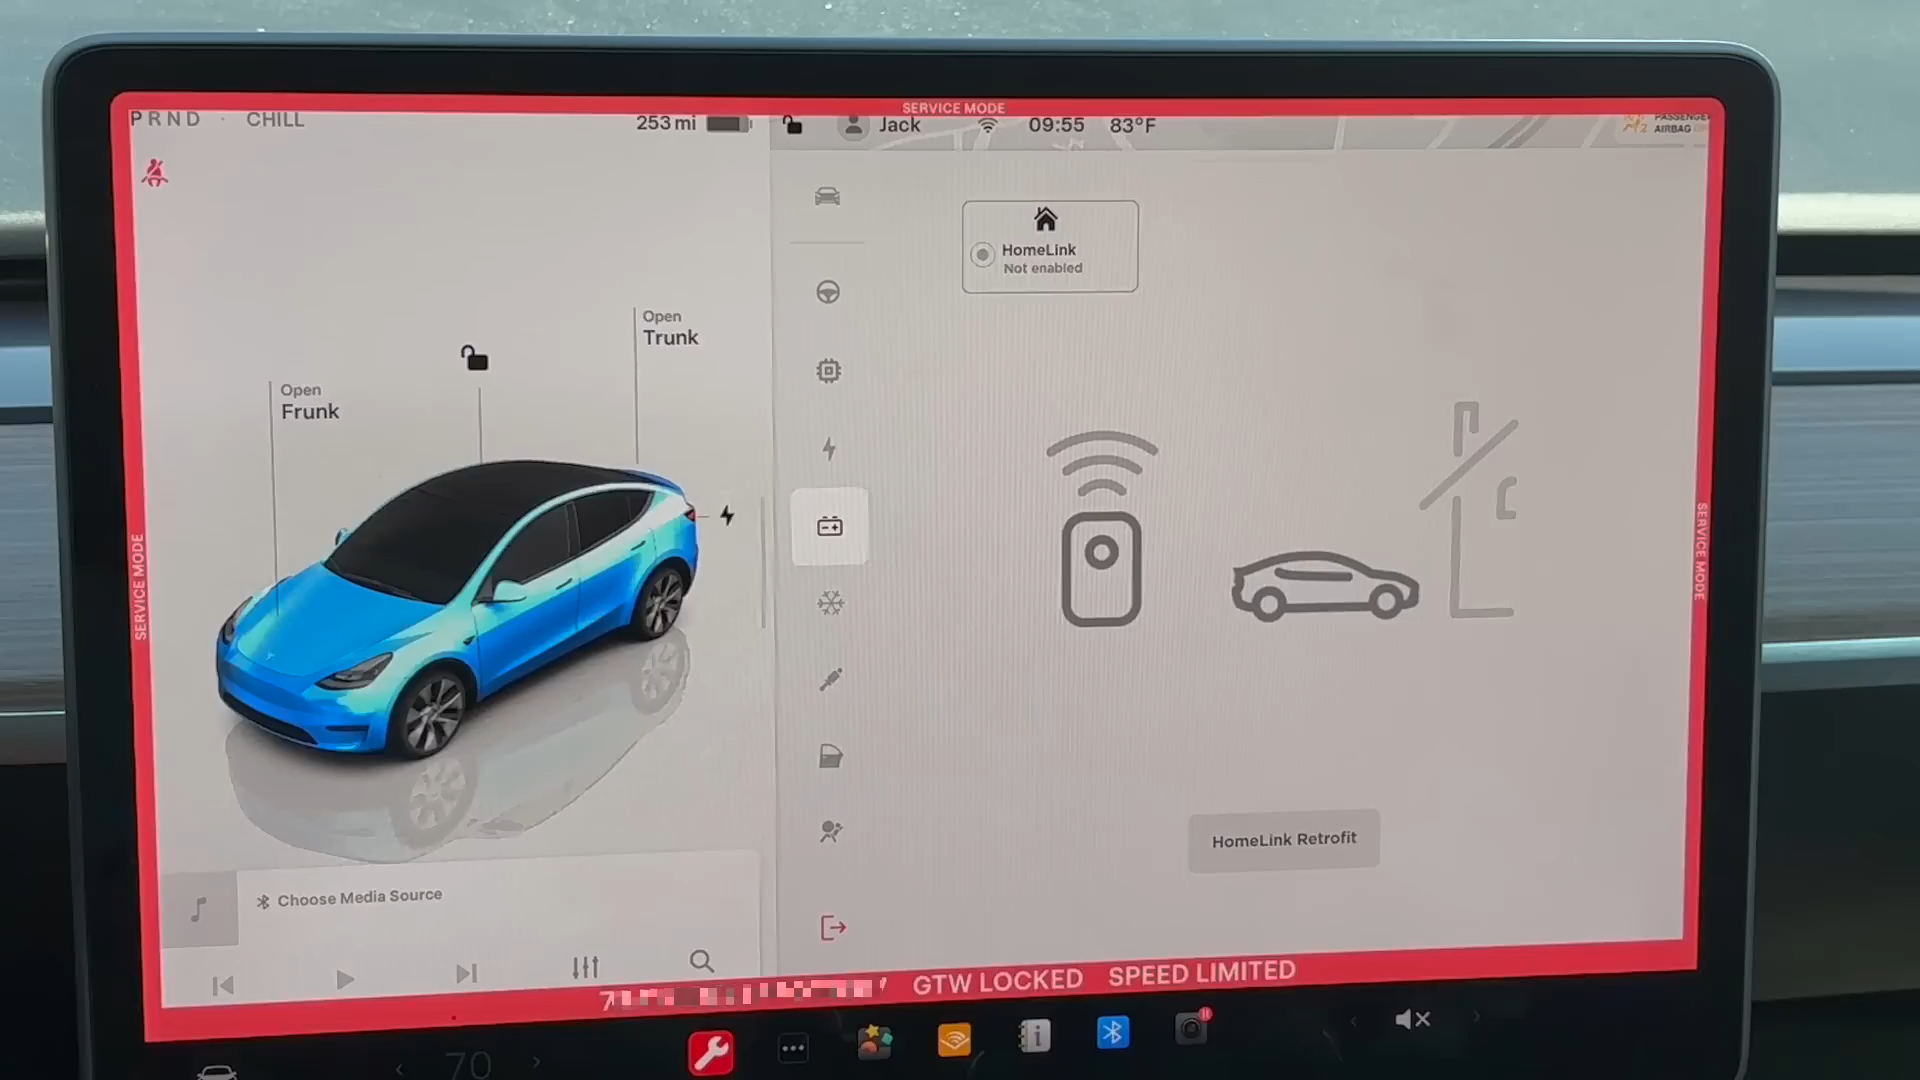 SERVICE MODE
PRND · CHILL
253 mi
Jack
09:55
83°F
PASSENGER
AIRBAG
HomeLink
Not enabled
Open
Trunk
Open
Frunk
SERVICE MODE
SERVICE MODE
HomeLink Retrofit
Choose Media Source
GTW LOCKED SPEED LIMITED
70